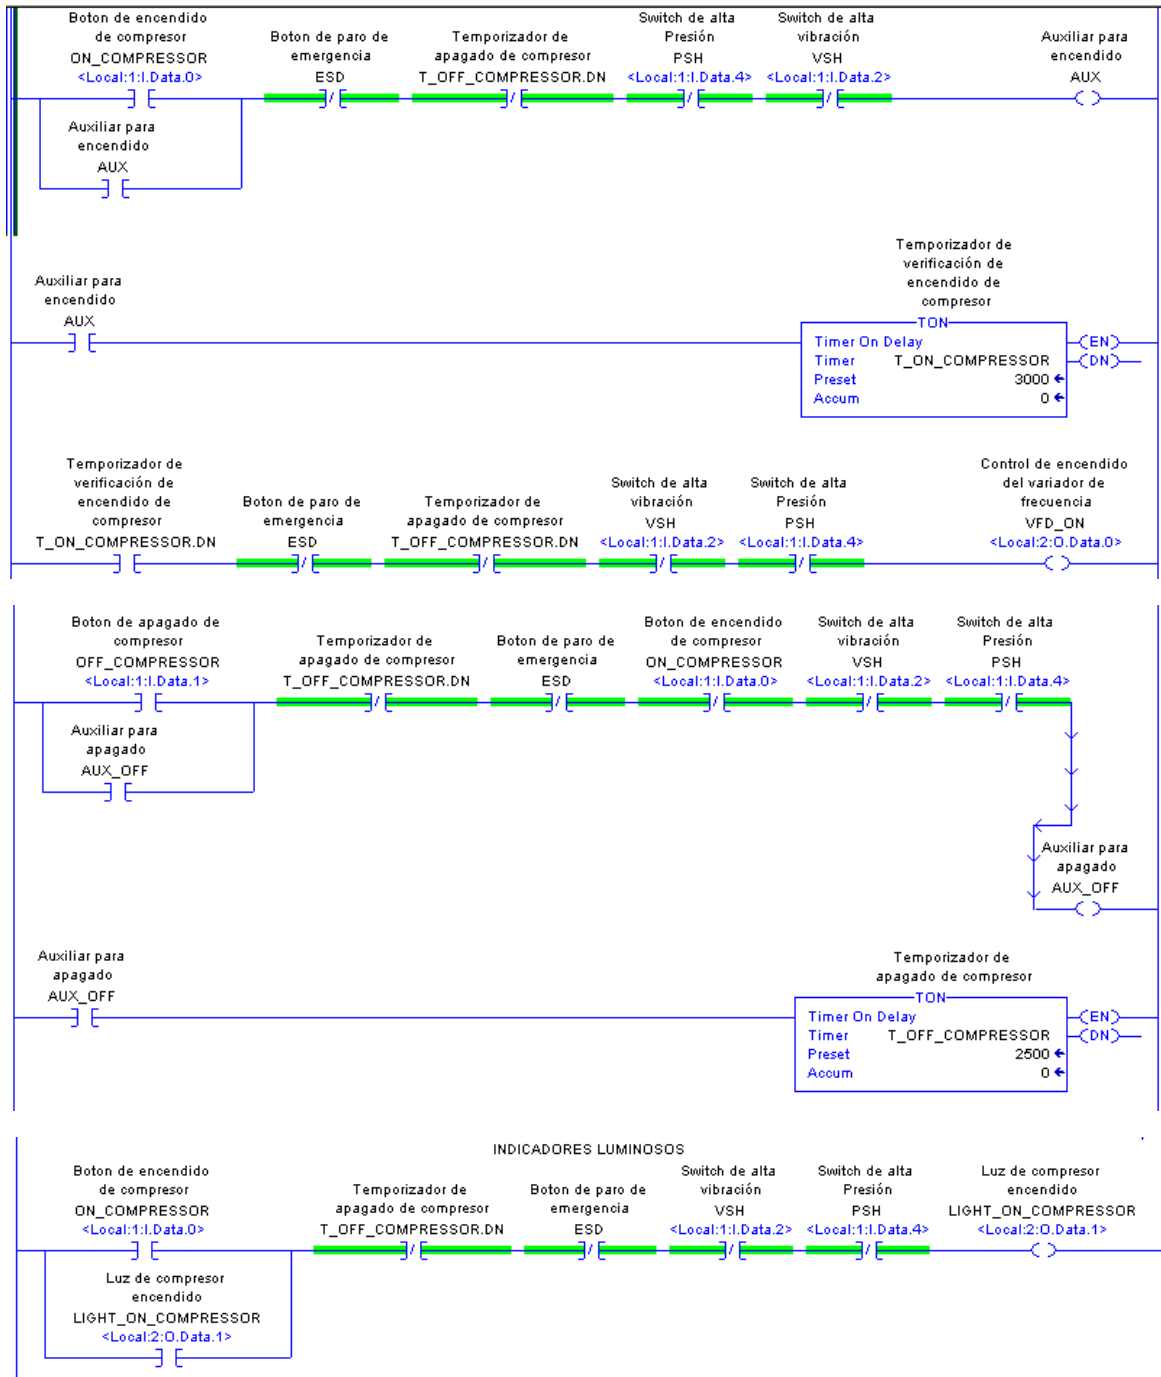 Boton de encendido
de compresor
ON_COMPRESSOR
<Local:1:I.Data.0>
Boton de paro de
emergencia
ESD
Temporizador de
apagado de compresor
T_OFF_COMPRESSOR.DN
Switch de alta
Presión
PSH
<Local:1:I.Data.4>
Switch de alta
vibración
VSH
<Local:1:I.Data.2>
Auxiliar para
encendido
AUX
Auxiliar para
encendido
AUX
Auxiliar para
encendido
AUX
Temporizador de
verificación de
encendido de
compresor
TON
Timer On Delay
Timer T_ON_COMPRESSOR
Preset 3000
Accum 0
EN
DN
Temporizador de
verificación de
encendido de
compresor
T_ON_COMPRESSOR.DN
Boton de paro de
emergencia
ESD
Temporizador de
apagado de compresor
T_OFF_COMPRESSOR.DN
Switch de alta
vibración
VSH
<Local:1:I.Data.2>
Switch de alta
Presión
PSH
<Local:1:I.Data.4>
Control de encendido
del variador de
frecuencia
VFD_ON
<Local:2:O.Data.0>
Boton de apagado de
compresor
OFF_COMPRESSOR
<Local:1:I.Data.1>
Temporizador de
apagado de compresor
T_OFF_COMPRESSOR.DN
Boton de paro de
emergencia
ESD
Boton de encendido
de compresor
ON_COMPRESSOR
<Local:1:I.Data.0>
Switch de alta
vibración
VSH
<Local:1:I.Data.2>
Switch de alta
Presión
PSH
<Local:1:I.Data.4>
Auxiliar para
apagado
AUX_OFF
Auxiliar para
apagado
AUX_OFF
Auxiliar para
apagado
AUX_OFF
Temporizador de
apagado de compresor
TON
Timer On Delay
Timer T_OFF_COMPRESSOR
Preset 2500
Accum 0
EN
DN
INDICADORES LUMINOSOS
Boton de encendido
de compresor
ON_COMPRESSOR
<Local:1:I.Data.0>
Temporizador de
apagado de compresor
T_OFF_COMPRESSOR.DN
Boton de paro de
emergencia
ESD
Switch de alta
vibración
VSH
<Local:1:I.Data.2>
Switch de alta
Presión
PSH
<Local:1:I.Data.4>
Luz de compresor
encendido
LIGHT_ON_COMPRESSOR
<Local:2:O.Data.1>
Luz de compresor
encendido
LIGHT_ON_COMPRESSOR
<Local:2:O.Data.1>